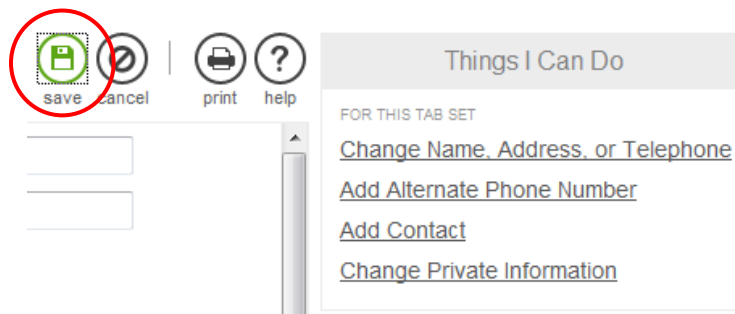 save cancel print help
Things I Can Do
FOR THIS TAB SET
Change Name, Address, or Telephone
Add Alternate Phone Number
Add Contact
Change Private Information